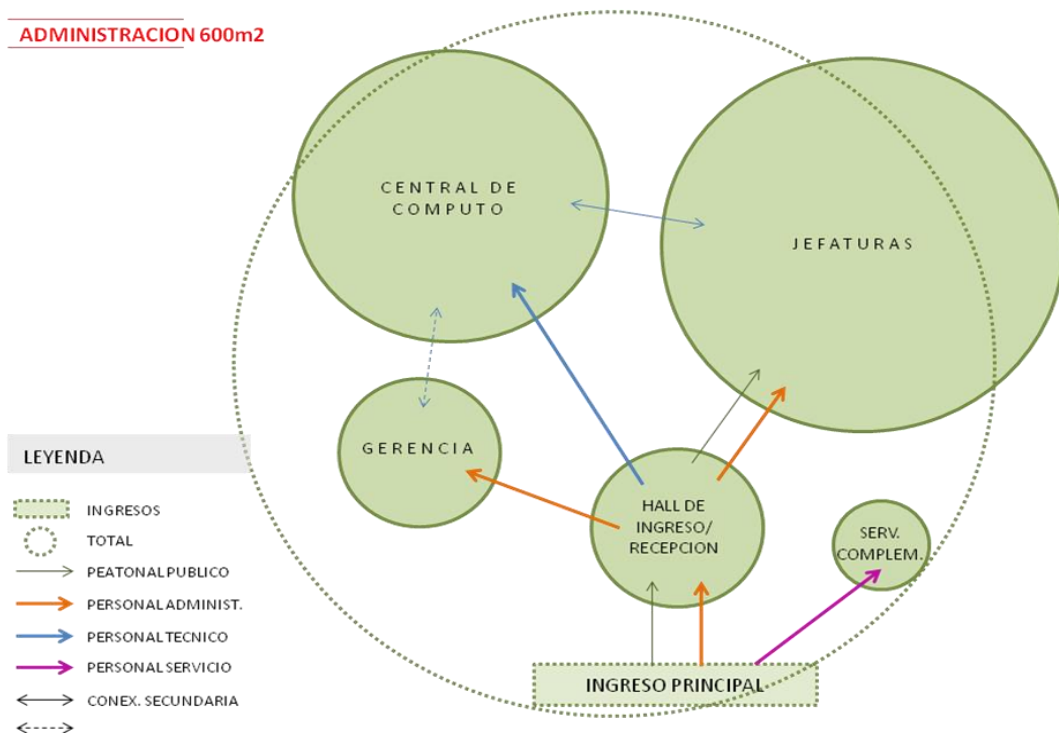 ADMINISTRACION 600m2
CENTRAL DE
COMPUTO
JEFATURAS
GERENCIA
HALL DE
INGRESO/
RECEPCION
SERV.
COMPLEM.
INGRESO PRINCIPAL
LEYENDA
INGRESOS
TOTAL
PEATONAL PUBLICO
PERSONAL ADMINIST.
PERSONAL TECNICO
PERSONAL SERVICIO
CONEX. SECUNDARIA